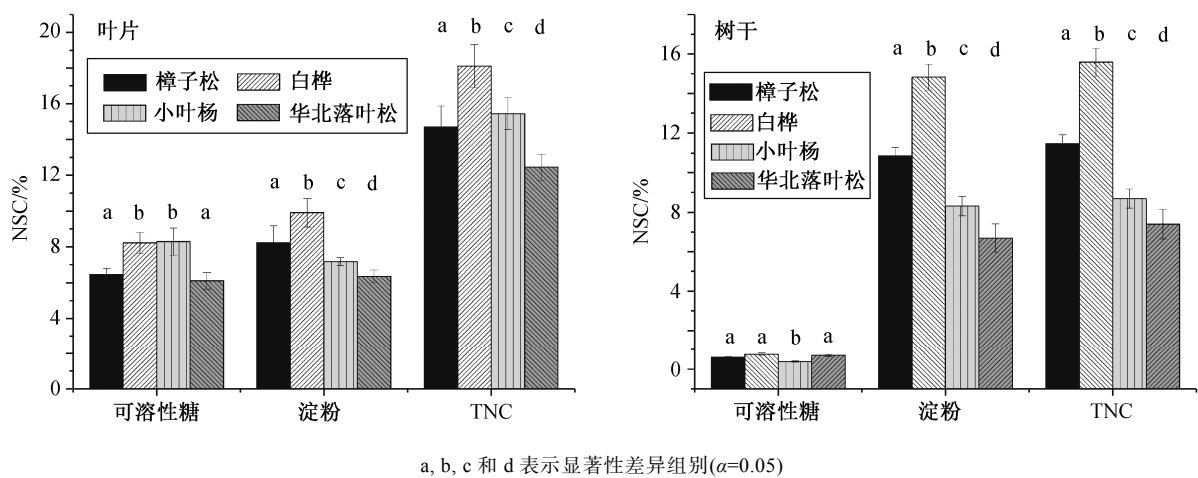 叶片
樟子松 白桦
小叶杨 华北落叶松
NSC/%
20
16
12
8
4
0
a b b a
a b c d
a b c d
可溶性糖 淀粉 TNC
树干
樟子松
白桦
小叶杨
华北落叶松
NSC/%
16
12
8
4
0
a a b a
a b c d
a b c d
可溶性糖 淀粉 TNC
a, b, c 和 d 表示显著性差异组别(α=0.05)